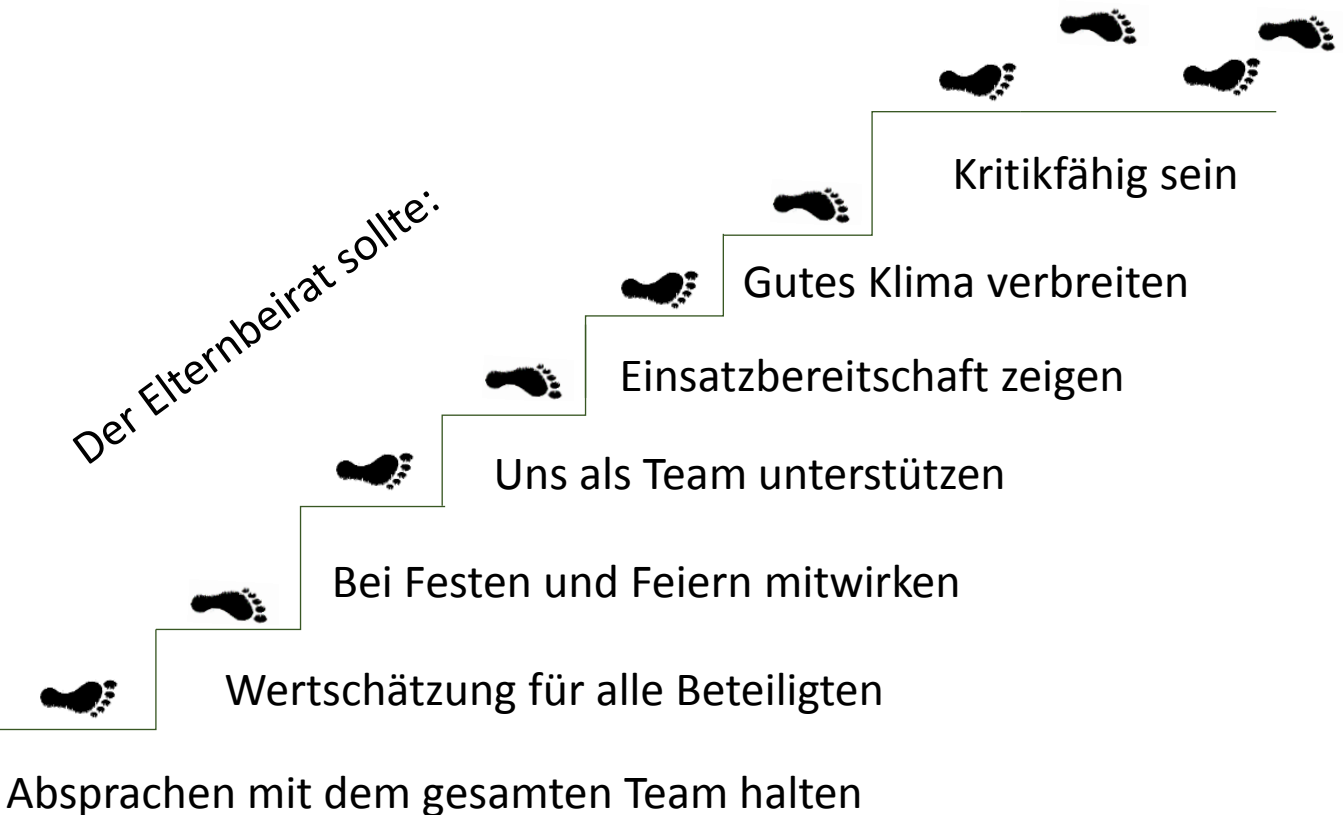 Der Elternbeirat sollte:
Kritikfähig sein
Gutes Klima verbreiten
Einsatzbereitschaft zeigen
Uns als Team unterstützen
Bei Festen und Feiern mitwirken
Wertschätzung für alle Beteiligten
Absprachen mit dem gesamten Team halten